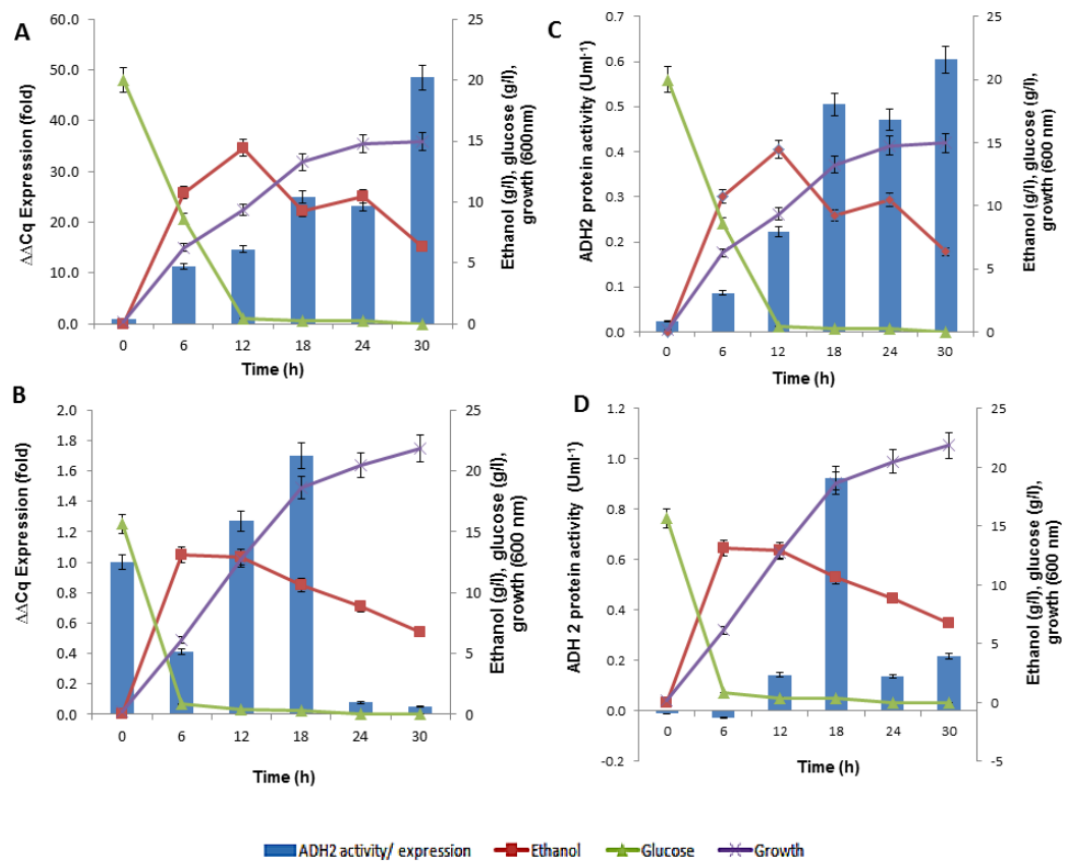 A
60.0
50.0
40.0
30.0
20.0
10.0
0.0
ΔΔCq Expression (fold)
0 6 12 18 24 30
Time (h)
25
20
15
10
5
0
Ethanol (g/l), glucose (g/l),
growth (600nm)
C
0.7
0.6
0.5
0.4
0.3
0.2
0.1
0.0
ADH2 protein activity (Uml-1)
0 6 12 18 24 30
Time (h)
25
20
15
10
5
0
Ethanol (g/l), glucose (g/l),
growth (600 nm)
B
2.0
1.8
1.6
1.4
1.2
1.0
0.8
0.6
0.4
0.2
0.0
ΔΔCq Expression (fold)
0 6 12 18 24 30
Time (h)
25
20
15
10
5
0
Ethanol (g/l), glucose (g/l),
growth (600 nm)
D
1.2
1.0
0.8
0.6
0.4
0.2
0.0
-0.2
ADH 2 protein activity (Uml-1)
0 6 12 18 24 30
Time (h)
25
20
15
10
5
0
-5
Ethanol (g/l), glucose (g/l),
growth (600 nm)
ADH2 activity/ expression Ethanol Glucose Growth